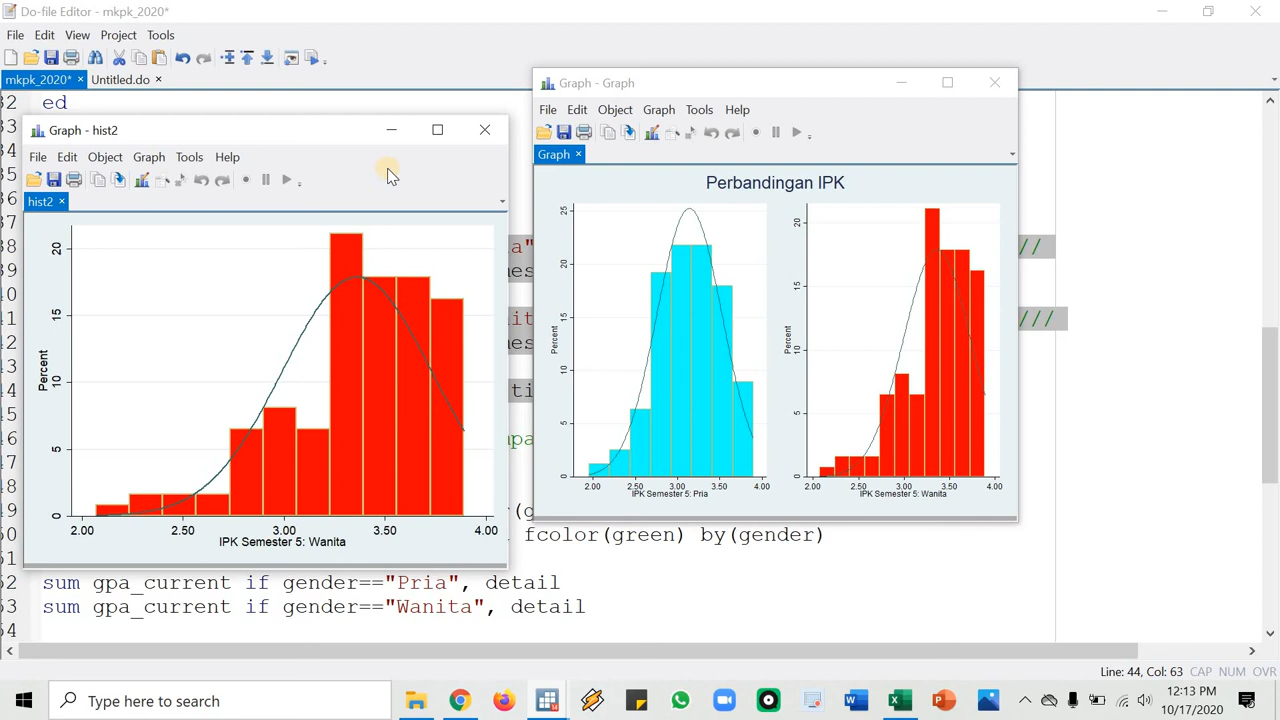 Do-file Editor - mkpk_2020*
File Edit View Project Tools
mkpk_2020* × Untitled.do ×
ed
Graph - hist2
File Edit Object Graph Tools Help
hist2 ×
20
15
10
5
0
Percent
2.00 2.50 3.00 3.50 4.00
IPK Semester 5: Wanita
Graph - Graph
File Edit Object Graph Tools Help
Graph ×
Perbandingan IPK
25
20
15
10
5
0
Percent
2.00 2.50 3.00 3.50 4.00
IPK Semester 5: Pria
20
15
10
5
0
Percent
2.00 2.50 3.00 3.50 4.00
IPK Semester 5: Wanita
//
///
fcolor(green) by(gender)
sum gpa_current if gender=="Pria", detail
sum gpa_current if gender=="Wanita", detail
Line: 44, Col: 63 CAP NUM OVR
Type here to search
12:13 PM
10/17/2020